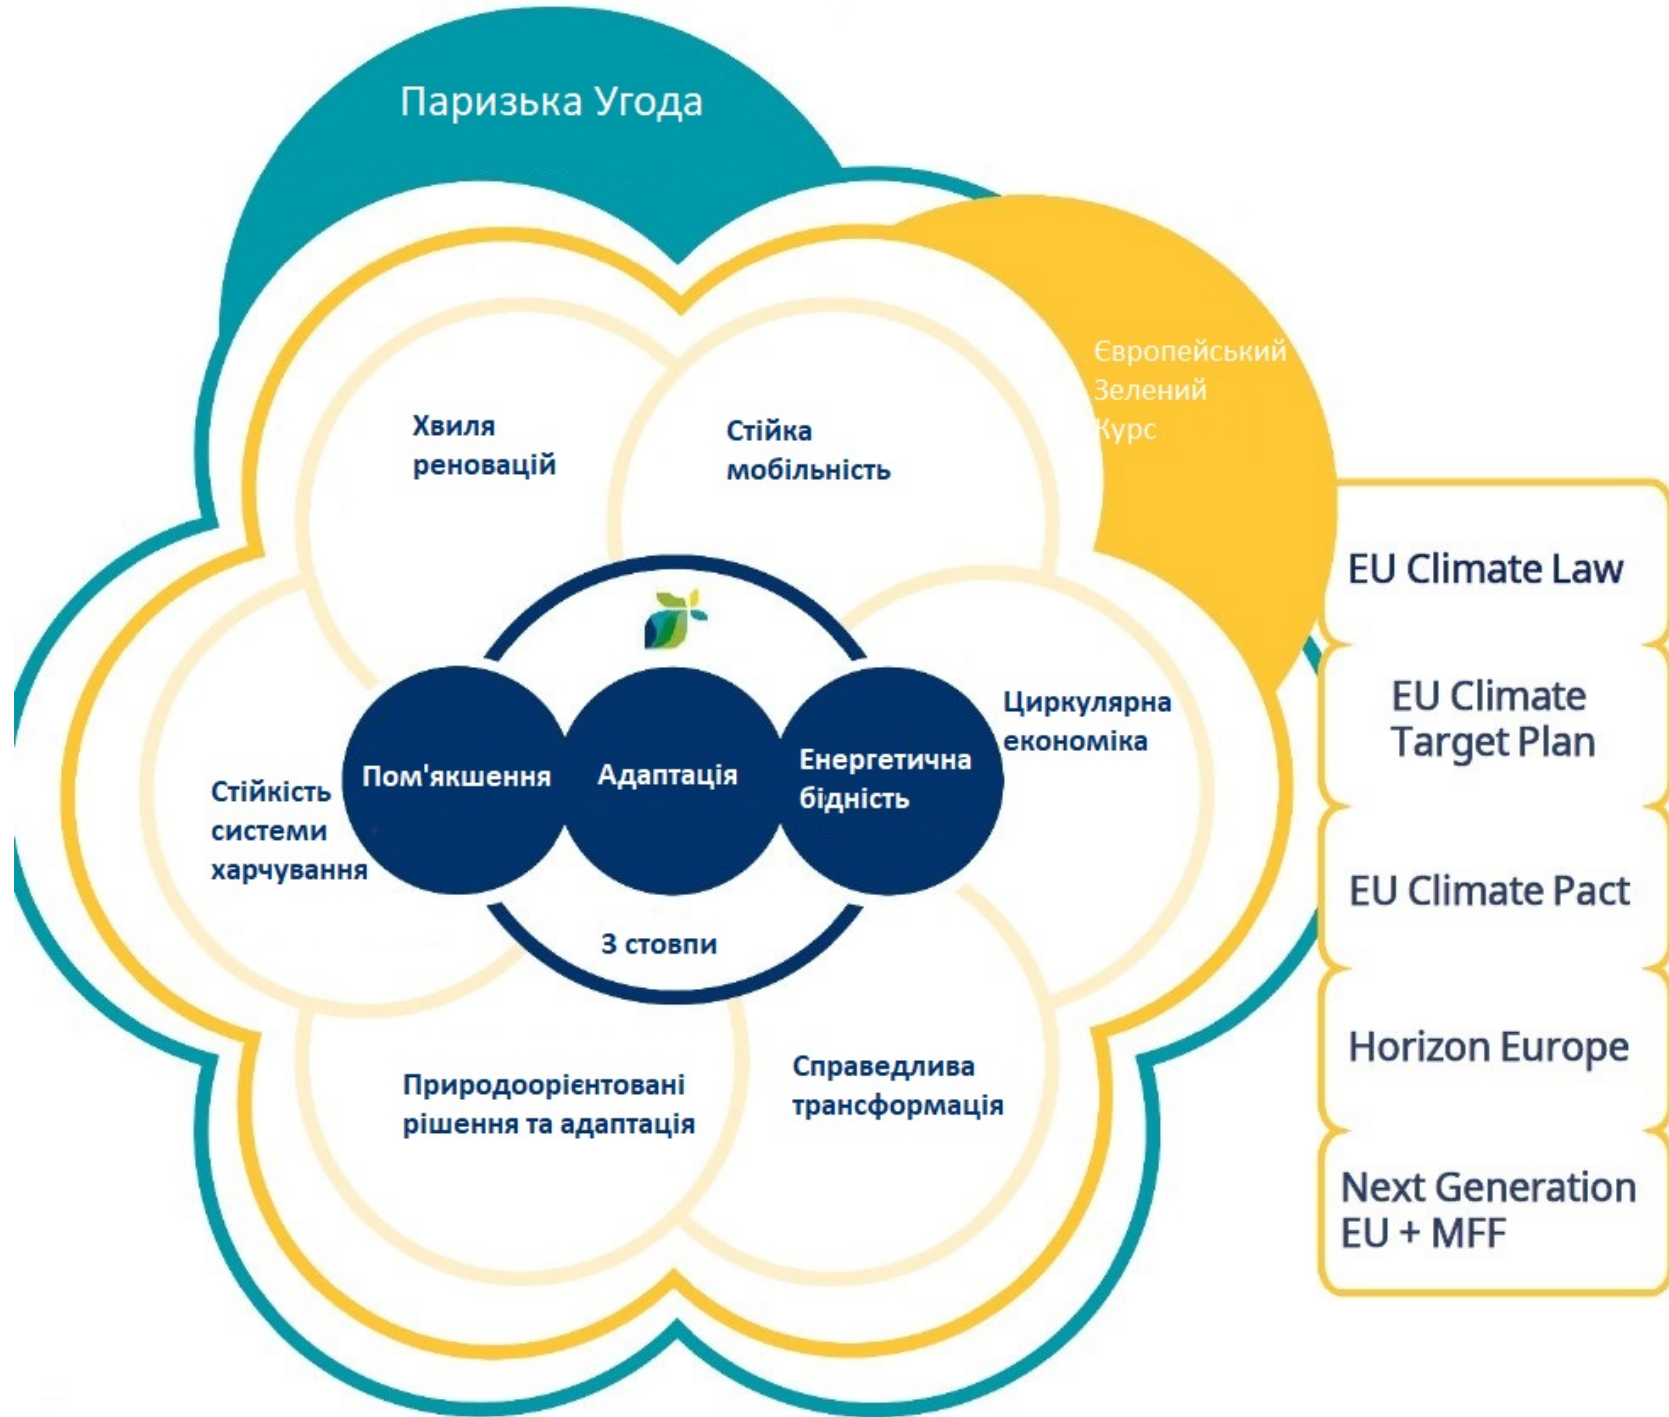 Паризька Угода
Європейський
Зелений
Курс
Хвиля
реновацій
Стійка
мобільність
Циркулярна
економіка
Пом'якшення
Адаптація
Енергетична
бідність
Стійкість
системи
харчування
3 стовпи
Природоорієнтовані
рішення та адаптація
Справедлива
трансформація
EU Climate Law
EU Climate
Target Plan
EU Climate Pact
Horizon Europe
Next Generation
EU + MFF